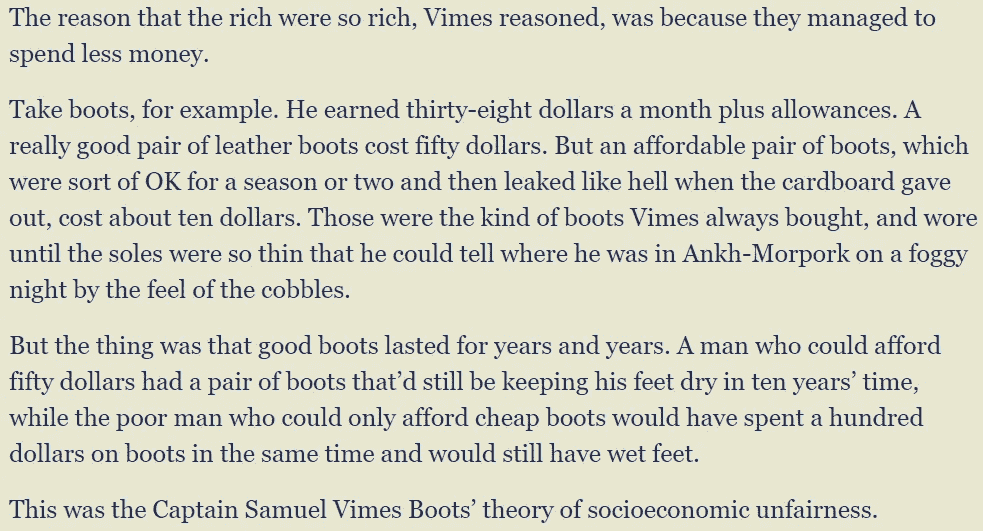 The reason that the rich were so rich, Vimes reasoned, was because they managed to
spend less money.
Take boots, for example. He earned thirty-eight dollars a month plus allowances. A
really good pair of leather boots cost fifty dollars. But an affordable pair of boots, which
were sort of OK for a season or two and then leaked like hell when the cardboard gave
out, cost about ten dollars. Those were the kind of boots Vimes always bought, and wore
until the soles were so thin that he could tell where he was in Ankh-Morpork on a foggy
night by the feel of the cobbles.
But the thing was that good boots lasted for years and years. A man who could afford
fifty dollars had a pair of boots that’d still be keeping his feet dry in ten years’ time,
while the poor man who could only afford cheap boots would have spent a hundred
dollars on boots in the same time and would still have wet feet.
This was the Captain Samuel Vimes Boots’ theory of socioeconomic unfairness.